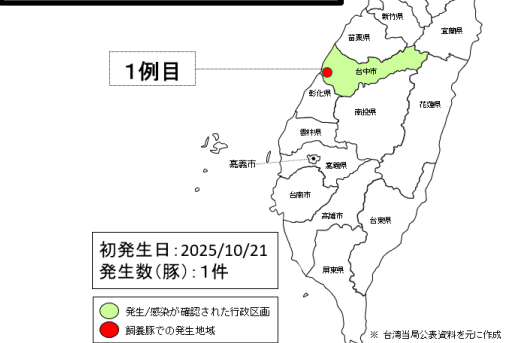 新竹県
宜蘭県
苗栗県
1例目
台中市
彰化県
花蓮県
南投県
雲林県
嘉義市
嘉義県
台南市
高雄市
台東県
初発生日:2025/10/21
発生数(豚):1件
屏東県
発生/感染が確認された行政区画
飼養豚での発生地域
※ 台湾当局公表資料を元に作成